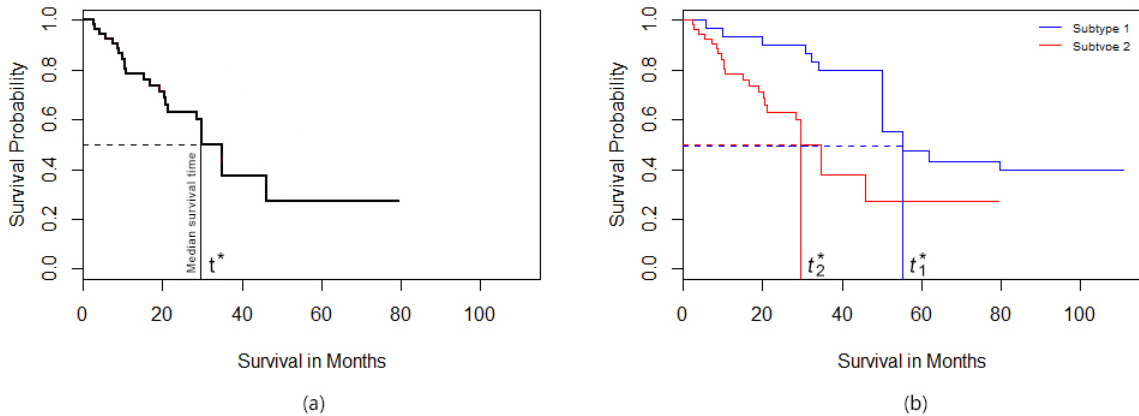 1.0
0.8
0.6
0.4
0.2
0.0
Survival Probability
Median survival time
t*
0 20 40 60 80 100
Survival in Months
(a)
1.0
0.8
0.6
0.4
0.2
0.0
Survival Probability
Subtype 1
Subtvoe 2
t*2
t*1
0 20 40 60 80 100
Survival in Months
(b)